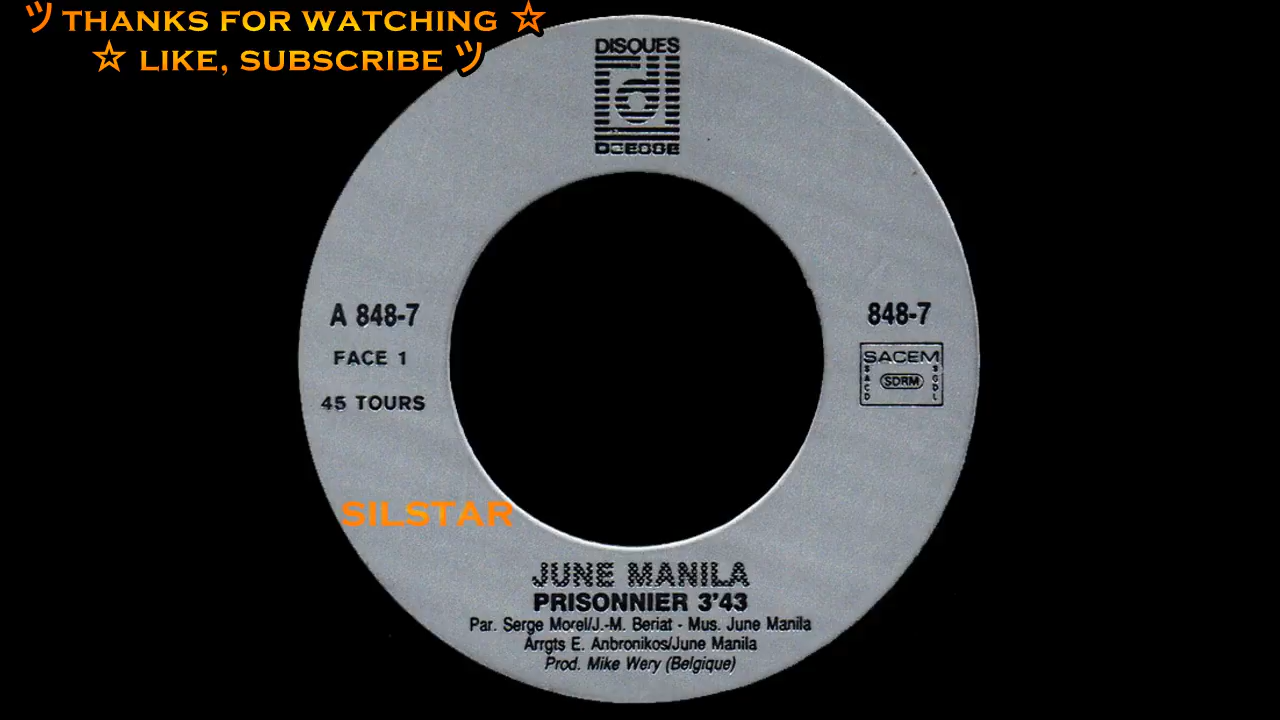 ツ THANKS FOR WATCHING ☆
☆ LIKE, SUBSCRIBE ツ
DISQUES
A 848-7
FACE 1
45 TOURS
848-7
SACEM
SACD
SDRM
SGDL
SILSTAR
JUNE MANILA
PRISONNIER 3'43
Par. Serge Morel/J.-M. Beriat - Mus. June Manila
Arrgts E. Anbronikos/June Manila
Prod. Mike Wery (Belgique)